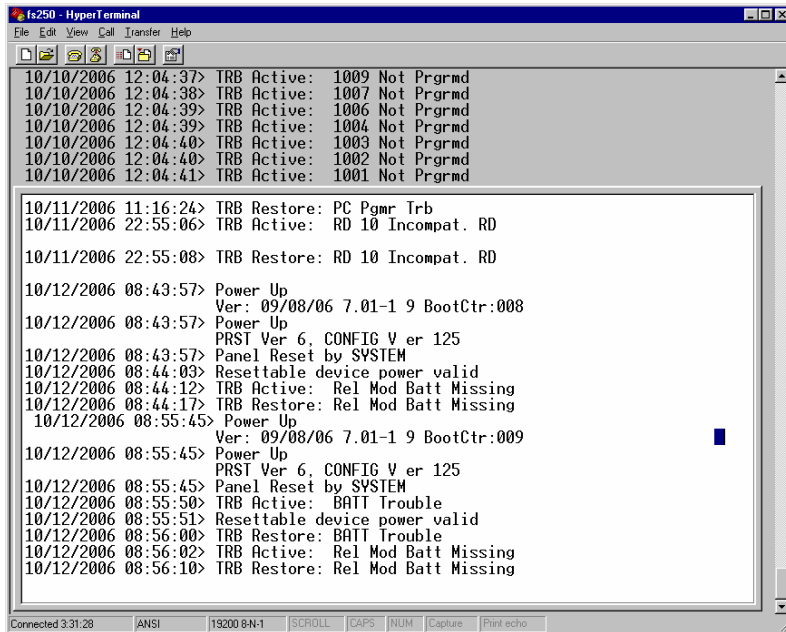 fs250 - HyperTerminal
File Edit View Call Transfer Help
10/10/2006 12:04:37> TRB Active:  1009 Not Prgrmd
10/10/2006 12:04:38> TRB Active:  1007 Not Prgrmd
10/10/2006 12:04:39> TRB Active:  1006 Not Prgrmd
10/10/2006 12:04:39> TRB Active:  1004 Not Prgrmd
10/10/2006 12:04:40> TRB Active:  1003 Not Prgrmd
10/10/2006 12:04:40> TRB Active:  1002 Not Prgrmd
10/10/2006 12:04:41> TRB Active:  1001 Not Prgrmd
10/11/2006 11:16:24> TRB Restore: PC Pgmr Trb
10/11/2006 22:55:06> TRB Active:  RD 10 Incompat. RD
10/11/2006 22:55:08> TRB Restore: RD 10 Incompat. RD
10/12/2006 08:43:57> Power Up
Ver: 09/08/06 7.01-1 9 BootCtr:008
10/12/2006 08:43:57> Power Up
PRST Ver 6, CONFIG V er 125
10/12/2006 08:43:57> Panel Reset by SYSTEM
10/12/2006 08:44:03> Resettable device power valid
10/12/2006 08:44:12> TRB Active:  Rel Mod Batt Missing
10/12/2006 08:44:17> TRB Restore: Rel Mod Batt Missing
10/12/2006 08:55:45> Power Up
Ver: 09/08/06 7.01-1 9 BootCtr:009
10/12/2006 08:55:45> Power Up
PRST Ver 6, CONFIG V er 125
10/12/2006 08:55:45> Panel Reset by SYSTEM
10/12/2006 08:55:50> TRB Active:  BATT Trouble
10/12/2006 08:55:51> Resettable device power valid
10/12/2006 08:56:00> TRB Restore: BATT Trouble
10/12/2006 08:56:02> TRB Active:  Rel Mod Batt Missing
10/12/2006 08:56:10> TRB Restore: Rel Mod Batt Missing
Connected 3:31:28 ANSI 19200 8-N-1 SCROLL CAPS NUM Capture Print echo